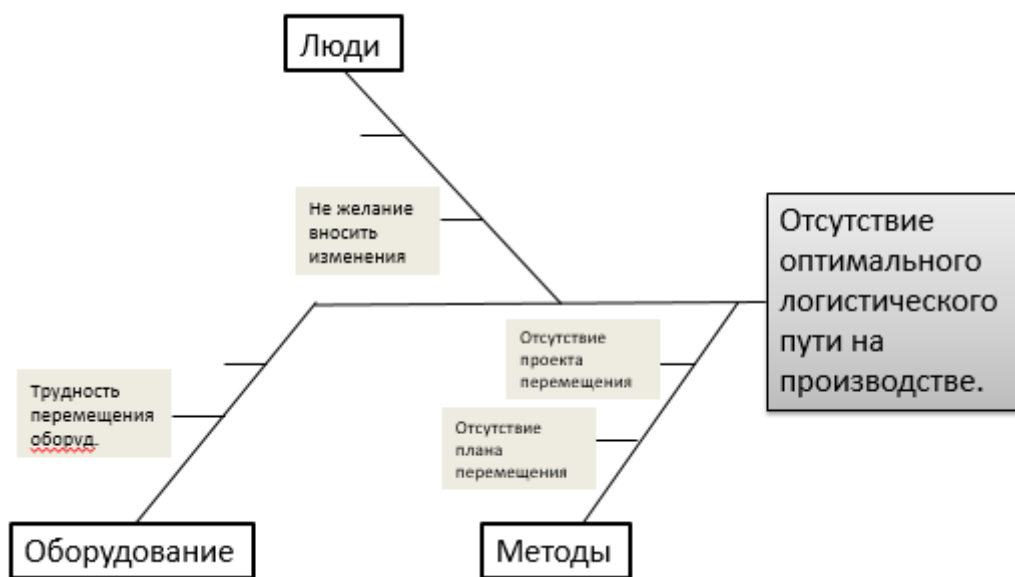 Люди
Не желание
вносить
изменения
Отсутствие
оптимального
логистического
пути на
производстве.
Отсутствие
проекта
перемещения
Трудность
перемещения
оборуд.
Отсутствие
плана
перемещения
Оборудование
Методы